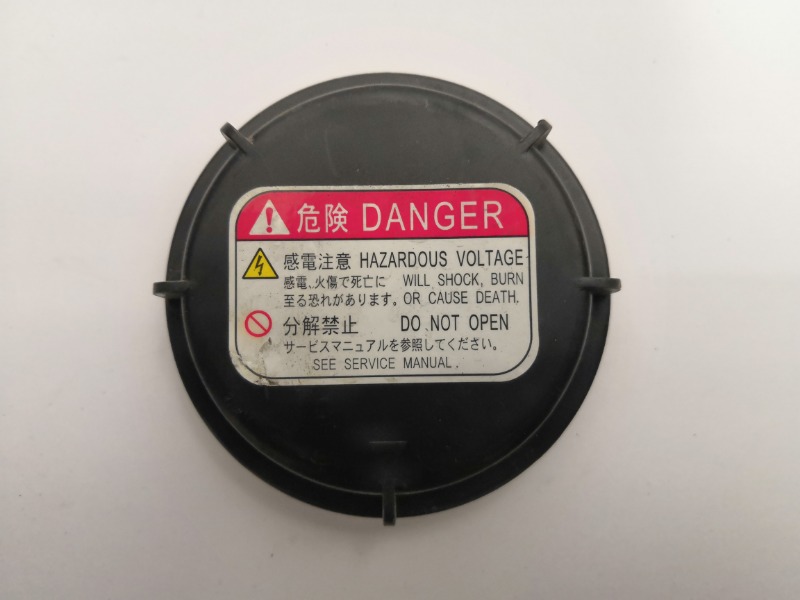 危険 DANGER
感電注意 HAZARDOUS VOLTAGE
感電、火傷で死亡に WILL SHOCK, BURN
至る恐れがあります。OR CAUSE DEATH.
分解禁止 DO NOT OPEN
サービスマニュアルを参照してください。
SEE SERVICE MANUAL.